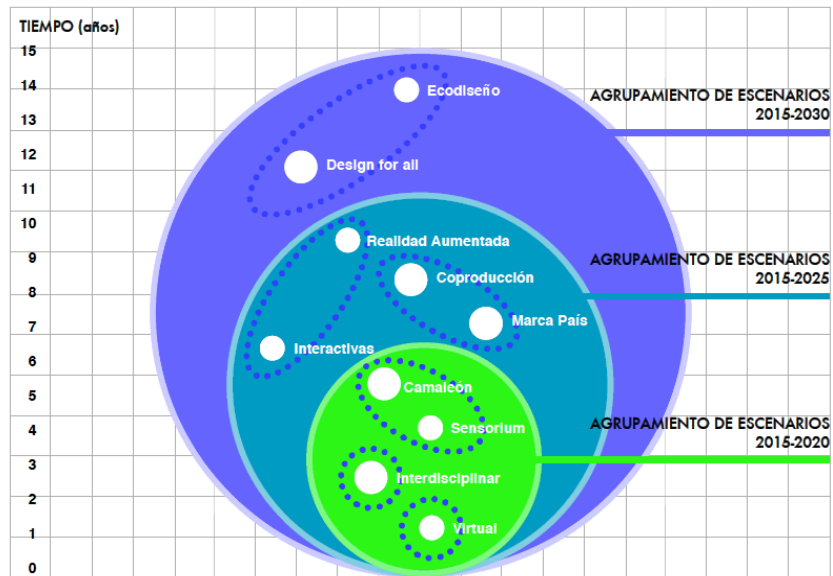 TIEMPO (años)
15
14
13
12
11
10
9
8
7
6
5
4
3
2
1
0
Ecodiseño
Design for all
Realidad Aumentada
Coproducción
Marca País
Interactivas
Camaleón
Sensorium
Interdisciplinar
Virtual
AGRUPAMIENTO DE ESCENARIOS
2015-2030
AGRUPAMIENTO DE ESCENARIOS
2015-2025
AGRUPAMIENTO DE ESCENARIOS
2015-2020